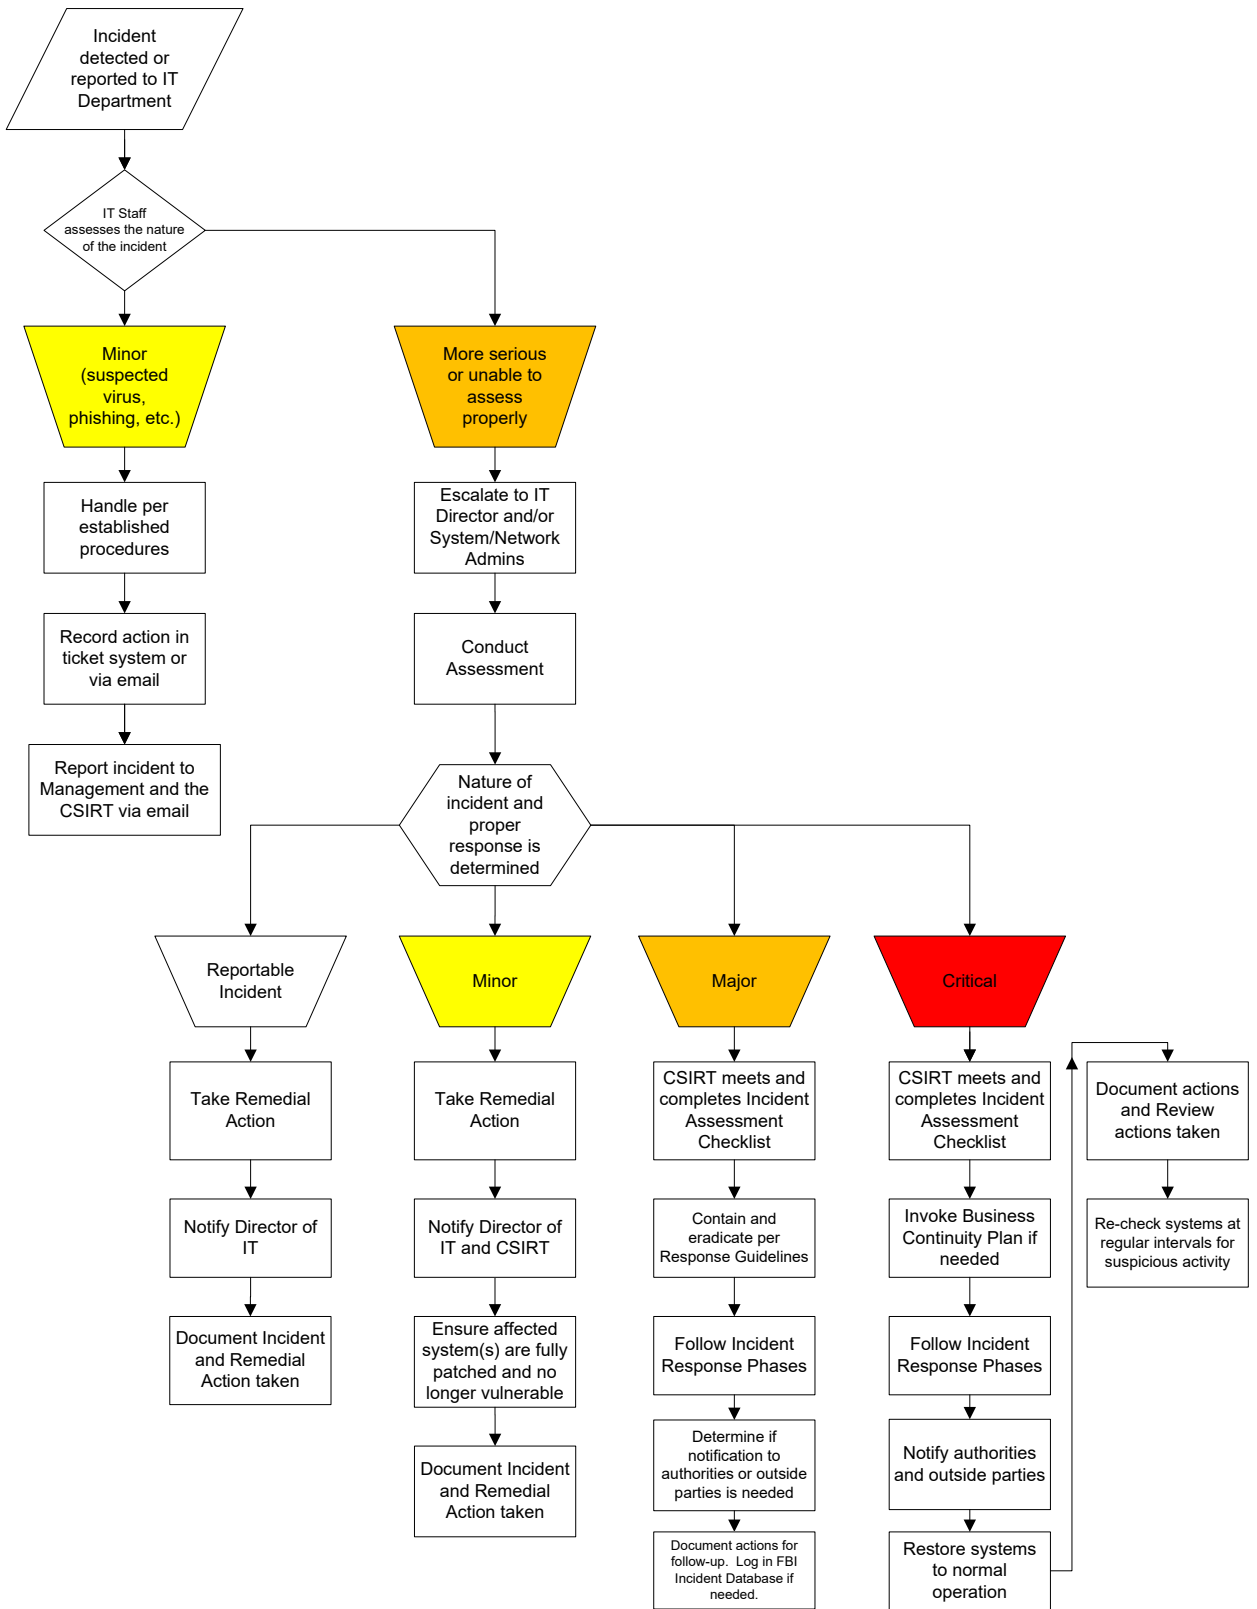 Incident
detected or
reported to IT
Department
IT Staff
assesses the nature
of the incident
Minor
(suspected
virus,
phishing, etc.)
More serious
or unable to
assess
properly
Handle per
established
procedures
Escalate to IT
Director and/or
System/Network
Admins
Record action in
ticket system or
via email
Conduct
Assessment
Report incident to
Management and the
CSIRT via email
Nature of
incident and
proper
response is
determined
Reportable
Incident
Minor
Major
Critical
Take Remedial
Action
Take Remedial
Action
CSIRT meets and
completes Incident
Assessment
Checklist
CSIRT meets and
completes Incident
Assessment
Checklist
Document actions
and Review
actions taken
Notify Director of
IT
Notify Director of
IT and CSIRT
Contain and
eradicate per
Response Guidelines
Invoke Business
Continuity Plan if
needed
Re-check systems at
regular intervals for
suspicious activity
Document Incident
and Remedial
Action taken
Ensure affected
system(s) are fully
patched and no
longer vulnerable
Follow Incident
Response Phases
Follow Incident
Response Phases
Document Incident
and Remedial
Action taken
Determine if
notification to
authorities or outside
parties is needed
Notify authorities
and outside parties
Document actions for
follow-up.  Log in FBI
Incident Database if
needed.
Restore systems
to normal
operation